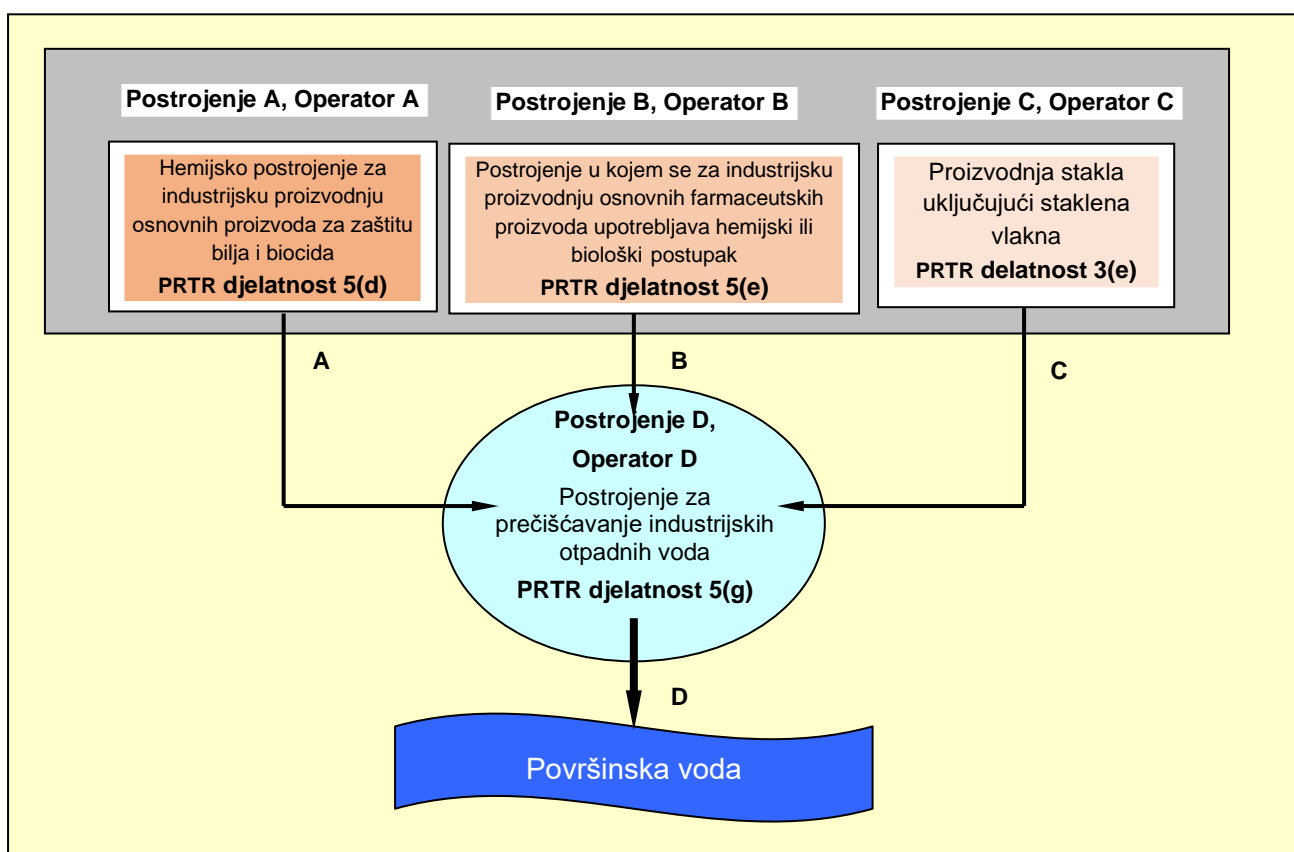 Postrojenje A, Operator A
Hemijsko postrojenje za
industrijsku proizvodnju
osnovnih proizvoda za zaštitu
bilja i biocida
PRTR djelatnost 5(d)
Postrojenje B, Operator B
Postrojenje u kojem se za industrijsku
proizvodnju osnovnih farmaceutskih
proizvoda upotrebljava hemijski ili
biološki postupak
PRTR djelatnost 5(e)
Postrojenje C, Operator C
Proizvodnja stakla
uključujući staklena
vlakna
PRTR delatnost 3(e)
A
B
C
Postrojenje D,
Operator D
Postrojenje za
prečišćavanje industrijskih
otpadnih voda
PRTR djelatnost 5(g)
D
Površinska voda